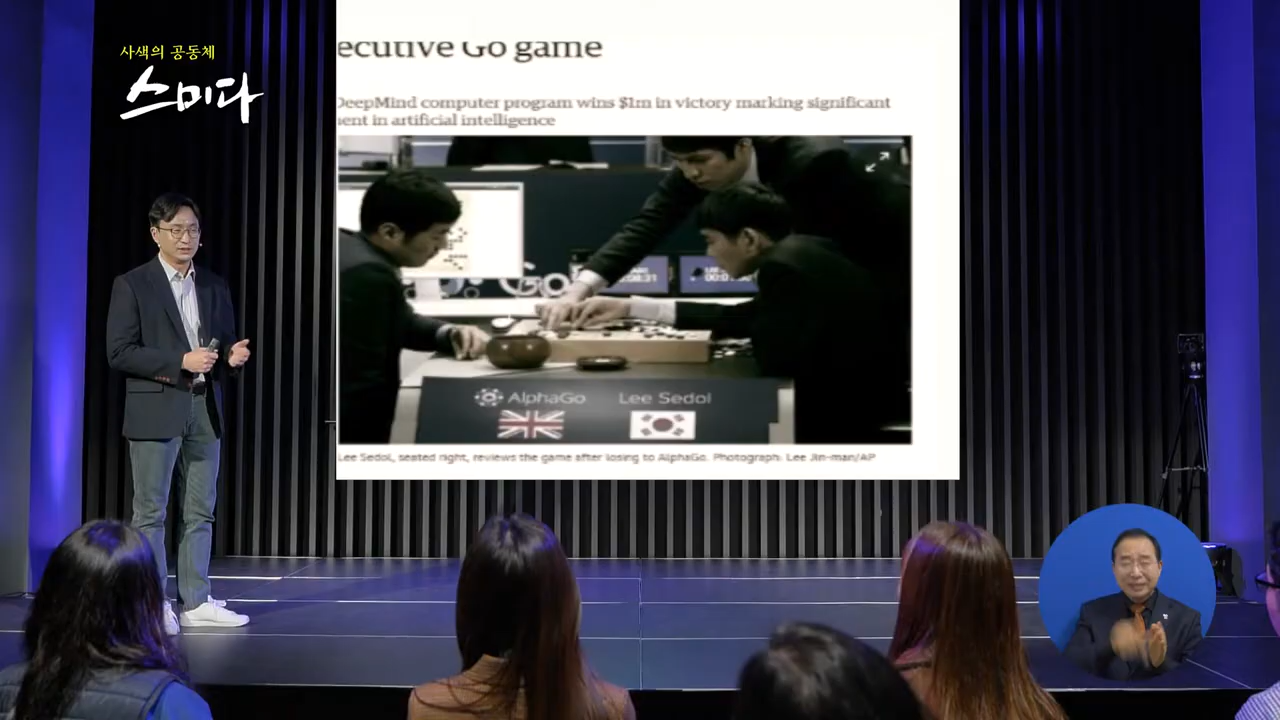 사색의 공동체
스미다
ecutive Go game
DeepMind computer program wins $1m in victory marking significant
ent in artificial intelligence
Go
AlphaGo Lee Sedol
Lee Sedol, seated right, reviews the game after losing to AlphaGo. Photograph: Lee Jin-man/AP